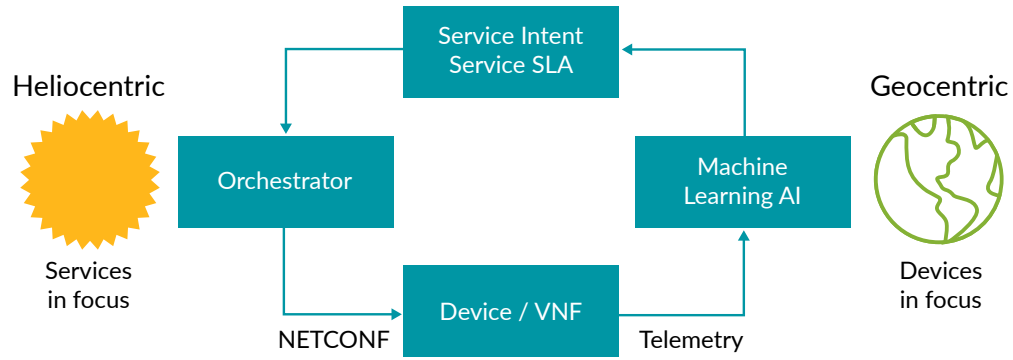 Service Intent
Service SLA
Heliocentric
Geocentric
Orchestrator
Machine
Learning AI
Services
in focus
Devices
in focus
Device / VNF
NETCONF
Telemetry